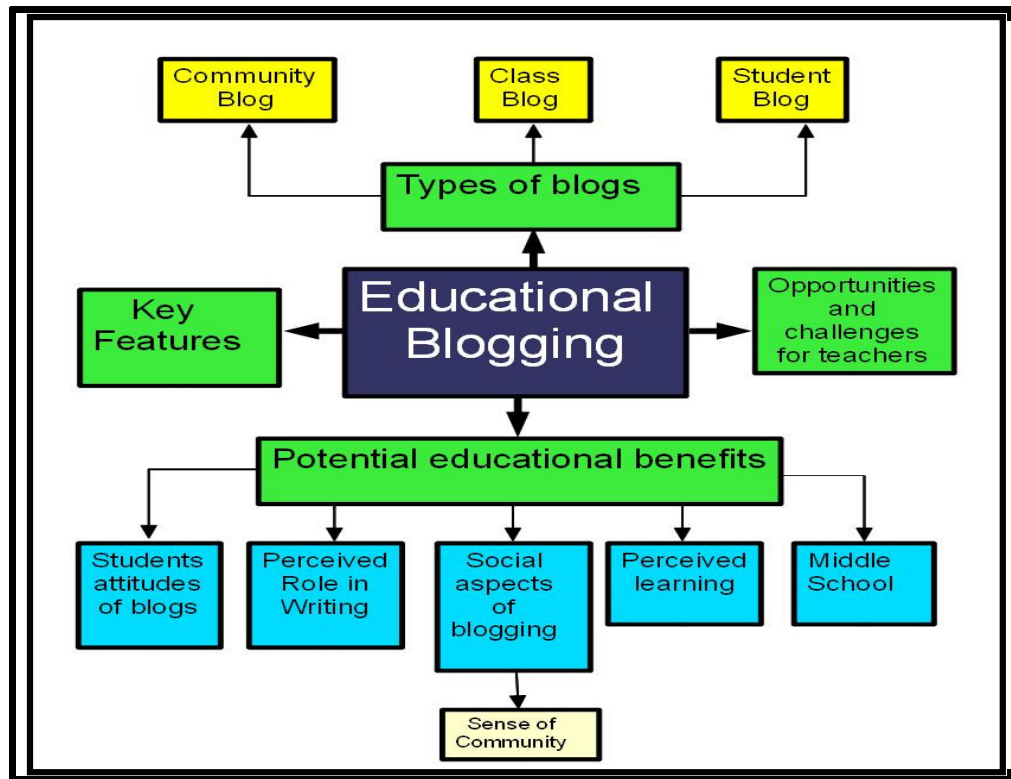 Community
Blog
Class
Blog
Student
Blog
Types of blogs
Educational
Blogging
Key
Features
Opportunities
and
challenges
for teachers
Potential educational benefits
Students
attitudes
of blogs
Perceived
Role in
Writing
Social
aspects
of
blogging
Perceived
learning
Middle
School
Sense of
Community